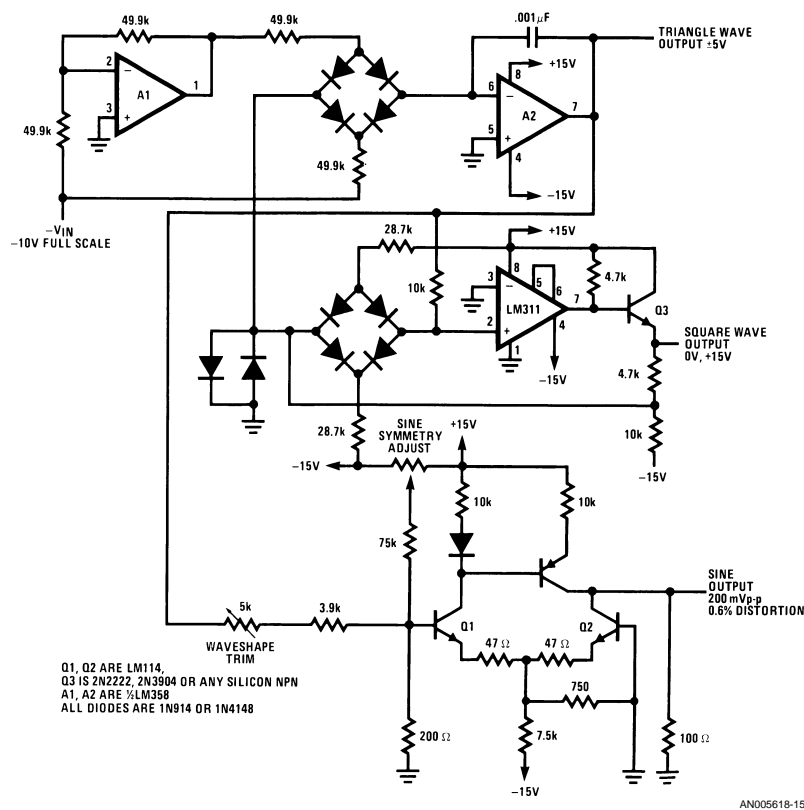 49.9k
49.9k
.001µF
TRIANGLE WAVE
OUTPUT ±5V
+15V
2
−
A1
1
3
+
8
6
−
A2
7
5
+
4
49.9k
49.9k
−15V
−VIN
−10V FULL SCALE
28.7k
+15V
10k
8
5
6
4.7k
3
−
LM311
7
Q3
2
+
4
1
SQUARE WAVE
OUTPUT
0V, +15V
−15V
4.7k
28.7k
SINE
SYMMETRY
ADJUST
+15V
10k
−15V
−15V
10k
10k
75k
SINE
OUTPUT
200 mVp-p
0.6% DISTORTION
5k
3.9k
WAVESHAPE
TRIM
Q1
47 Ω
47 Ω
Q2
Q1, Q2 ARE LM114,
Q3 IS 2N2222, 2N3904 OR ANY SILICON NPN
A1, A2 ARE ½LM358
ALL DIODES ARE 1N914 OR 1N4148
750
200 Ω
7.5k
100 Ω
−15V
AN005618-15